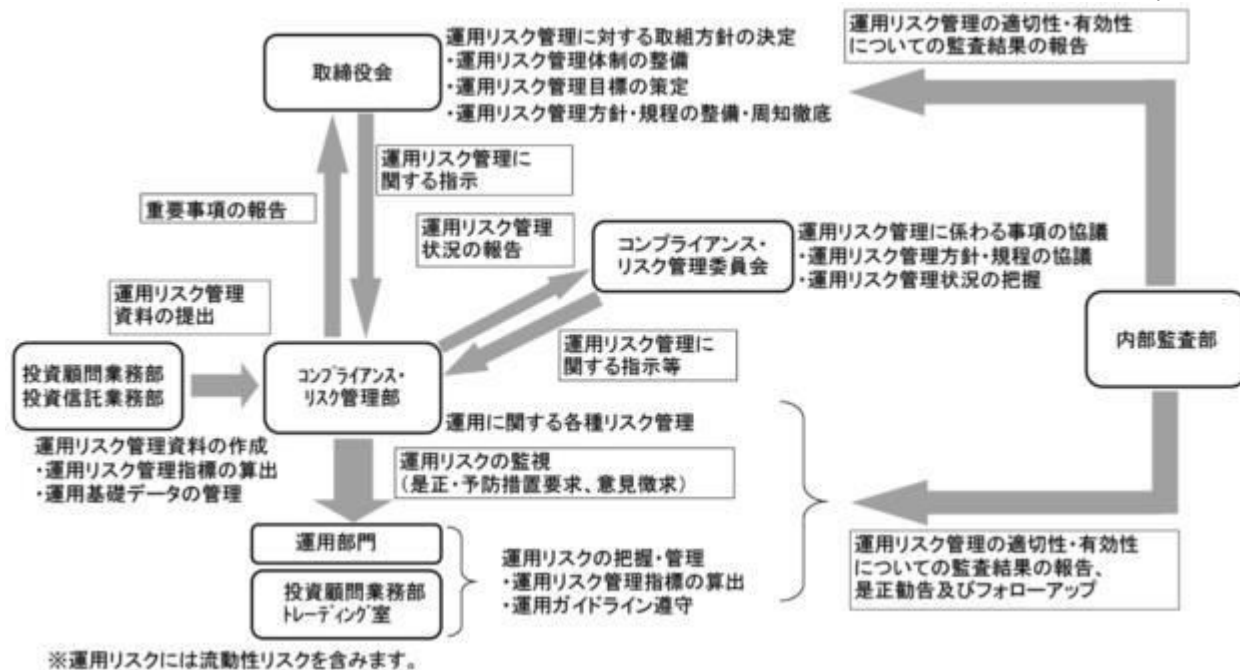 取締役会
運用リスク管理に対する取組方針の決定
・運用リスク管理体制の整備
・運用リスク管理目標の策定
・運用リスク管理方針・規程の整備・周知徹底
運用リスク管理の適切性・有効性
についての監査結果の報告
運用リスク管理に
関する指示
重要事項の報告
運用リスク管理
状況の報告
コンプライアンス・
リスク管理委員会
運用リスク管理に係わる事項の協議
・運用リスク管理方針・規程の協議
・運用リスク管理状況の把握
運用リスク管理
資料の提出
内部監査部
投資顧問業務部
投資信託業務部
コンプライアンス・
リスク管理部
運用リスク管理に
関する指示等
運用に関する各種リスク管理
運用リスク管理資料の作成
・運用リスク管理指標の算出
・運用基礎データの管理
運用リスクの監視
(是正・予防措置要求、意見徴求)
運用部門
投資顧問業務部
トレーディング室
運用リスクの把握・管理
・運用リスク管理指標の算出
・運用ガイドライン遵守
運用リスク管理の適切性・有効性
についての監査結果の報告、
是正勧告及びフォローアップ
※運用リスクには流動性リスクを含みます。